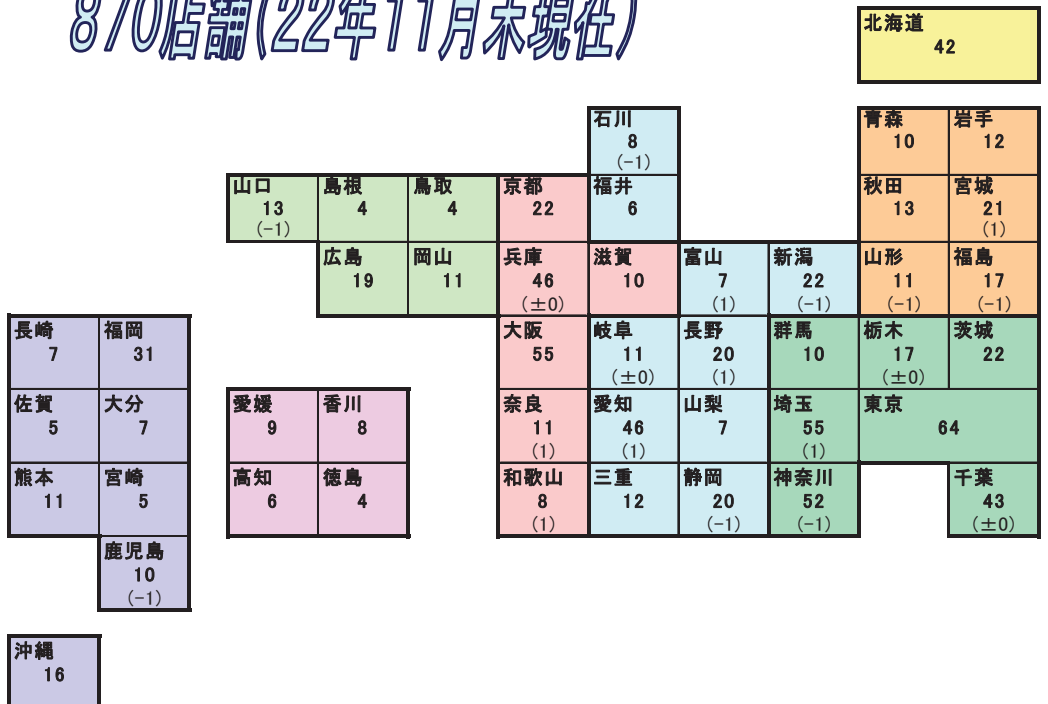 870店舗(22年11月末現在)
北海道
42
石川
8
(-1)
青森
10
岩手
12
山口
13
(-1)
島根
4
鳥取
4
京都
22
福井
6
秋田
13
宮城
21
(1)
広島
19
岡山
11
兵庫
46
(±0)
滋賀
10
富山
7
(1)
新潟
22
(-1)
山形
11
(-1)
福島
17
(-1)
長崎
7
福岡
31
大阪
55
岐阜
11
(±0)
長野
20
(1)
群馬
10
栃木
17
(±0)
茨城
22
佐賀
5
大分
7
愛媛
9
香川
8
奈良
11
(1)
愛知
46
(1)
山梨
7
埼玉
55
(1)
東京
64
熊本
11
宮崎
5
高知
6
徳島
4
和歌山
8
(1)
三重
12
静岡
20
(-1)
神奈川
52
(-1)
千葉
43
(±0)
鹿児島
10
(-1)
沖縄
16